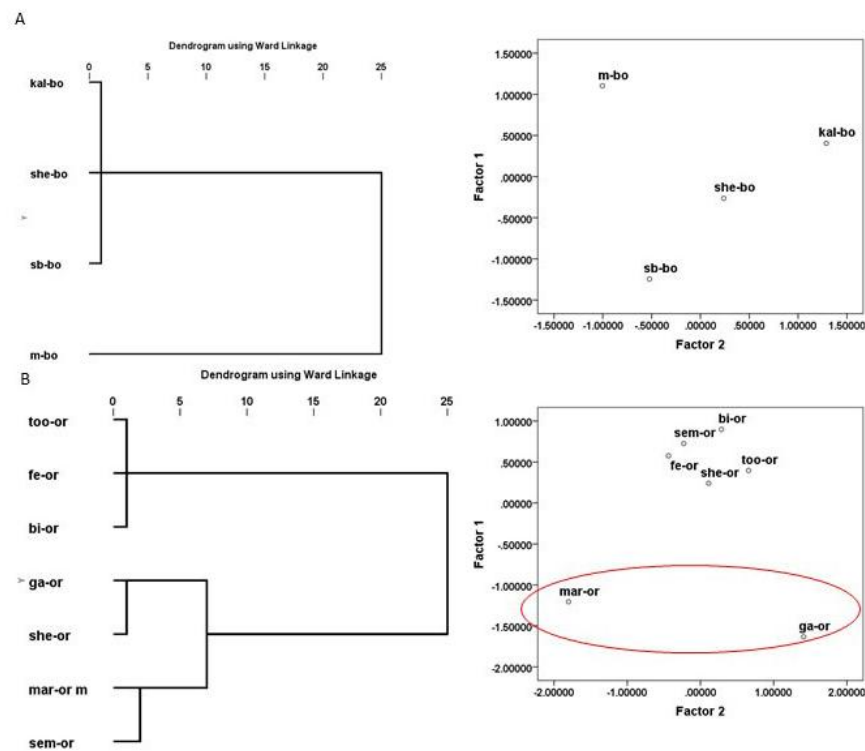 A
Dendrogram using Ward Linkage
0 5 10 15 20 25
kal-bo
she-bo
Y
sb-bo
m-bo
1.50000
1.00000
.50000
.00000
-.50000
-1.00000
-1.50000
Factor 1
m-bo
kal-bo
she-bo
sb-bo
-1.50000 -1.00000 -.50000 .00000 .50000 1.00000 1.50000
Factor 2
B
Dendrogram using Ward Linkage
0 5 10 15 20 25
too-or
fe-or
bi-or
Y
ga-or
she-or
mar-or m
sem-or
1.00000
.50000
.00000
-.50000
-1.00000
-1.50000
-2.00000
Factor 1
bi-or
sem-or
fe-or
too-or
she-or
mar-or
ga-or
-2.00000 -1.00000 .00000 1.00000 2.00000
Factor 2